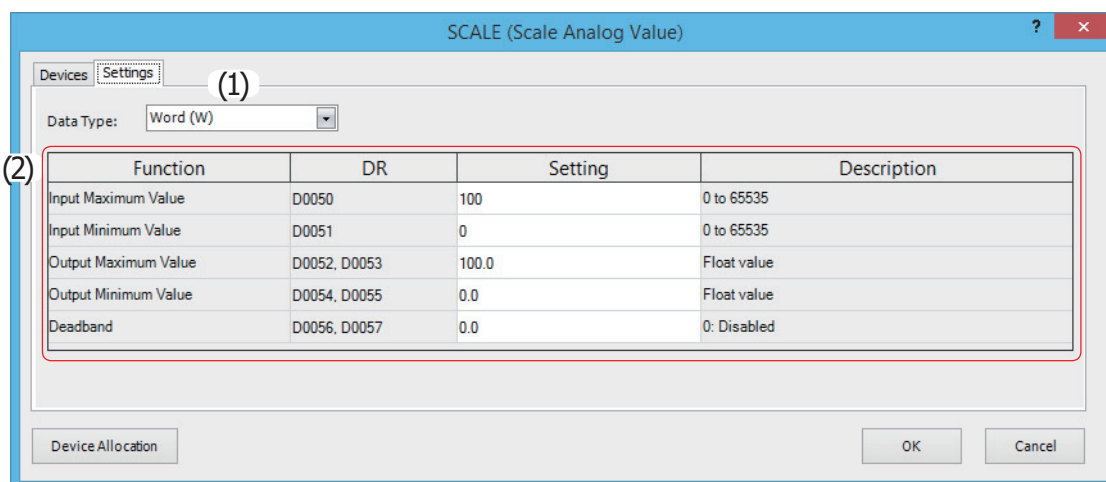 SCALE (Scale Analog Value)
?
×
Devices Settings
(1)
Data Type: Word (W)
(2)
Function DR Setting Description
Input Maximum Value D0050 100 0 to 65535
Input Minimum Value D0051 0 0 to 65535
Output Maximum Value D0052, D0053 100.0 Float value
Output Minimum Value D0054, D0055 0.0 Float value
Deadband D0056, D0057 0.0 0: Disabled
Device Allocation OK Cancel